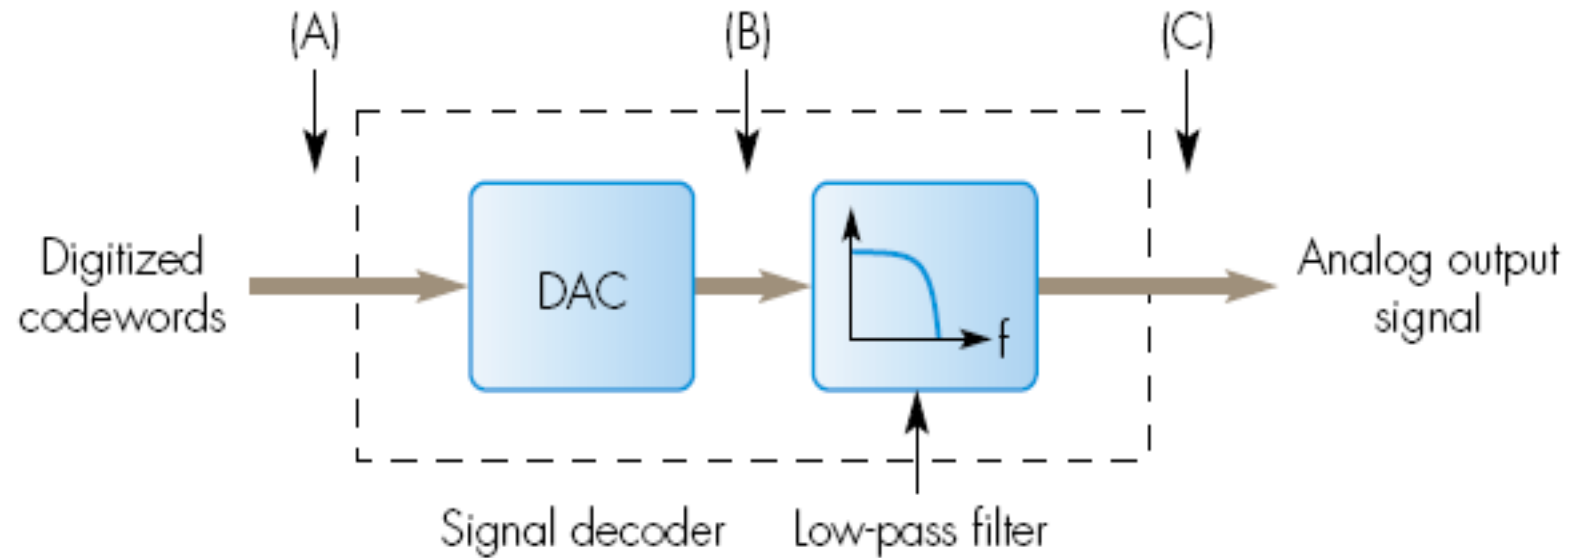 (A)
(B)
(C)
Digitized
codewords
DAC
f
Analog output
signal
Signal decoder
Low-pass filter